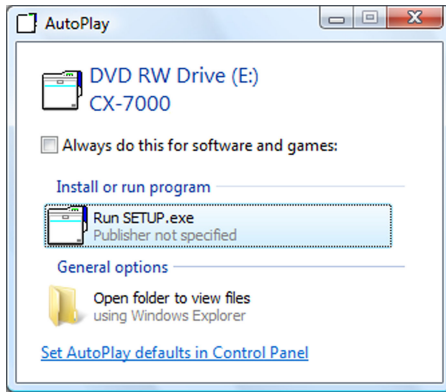 AutoPlay
DVD RW Drive (E:)
CX-7000
Always do this for software and games:
Install or run program
Run SETUP.exe
Publisher not specified
General options
Open folder to view files
using Windows Explorer
Set AutoPlay defaults in Control Panel